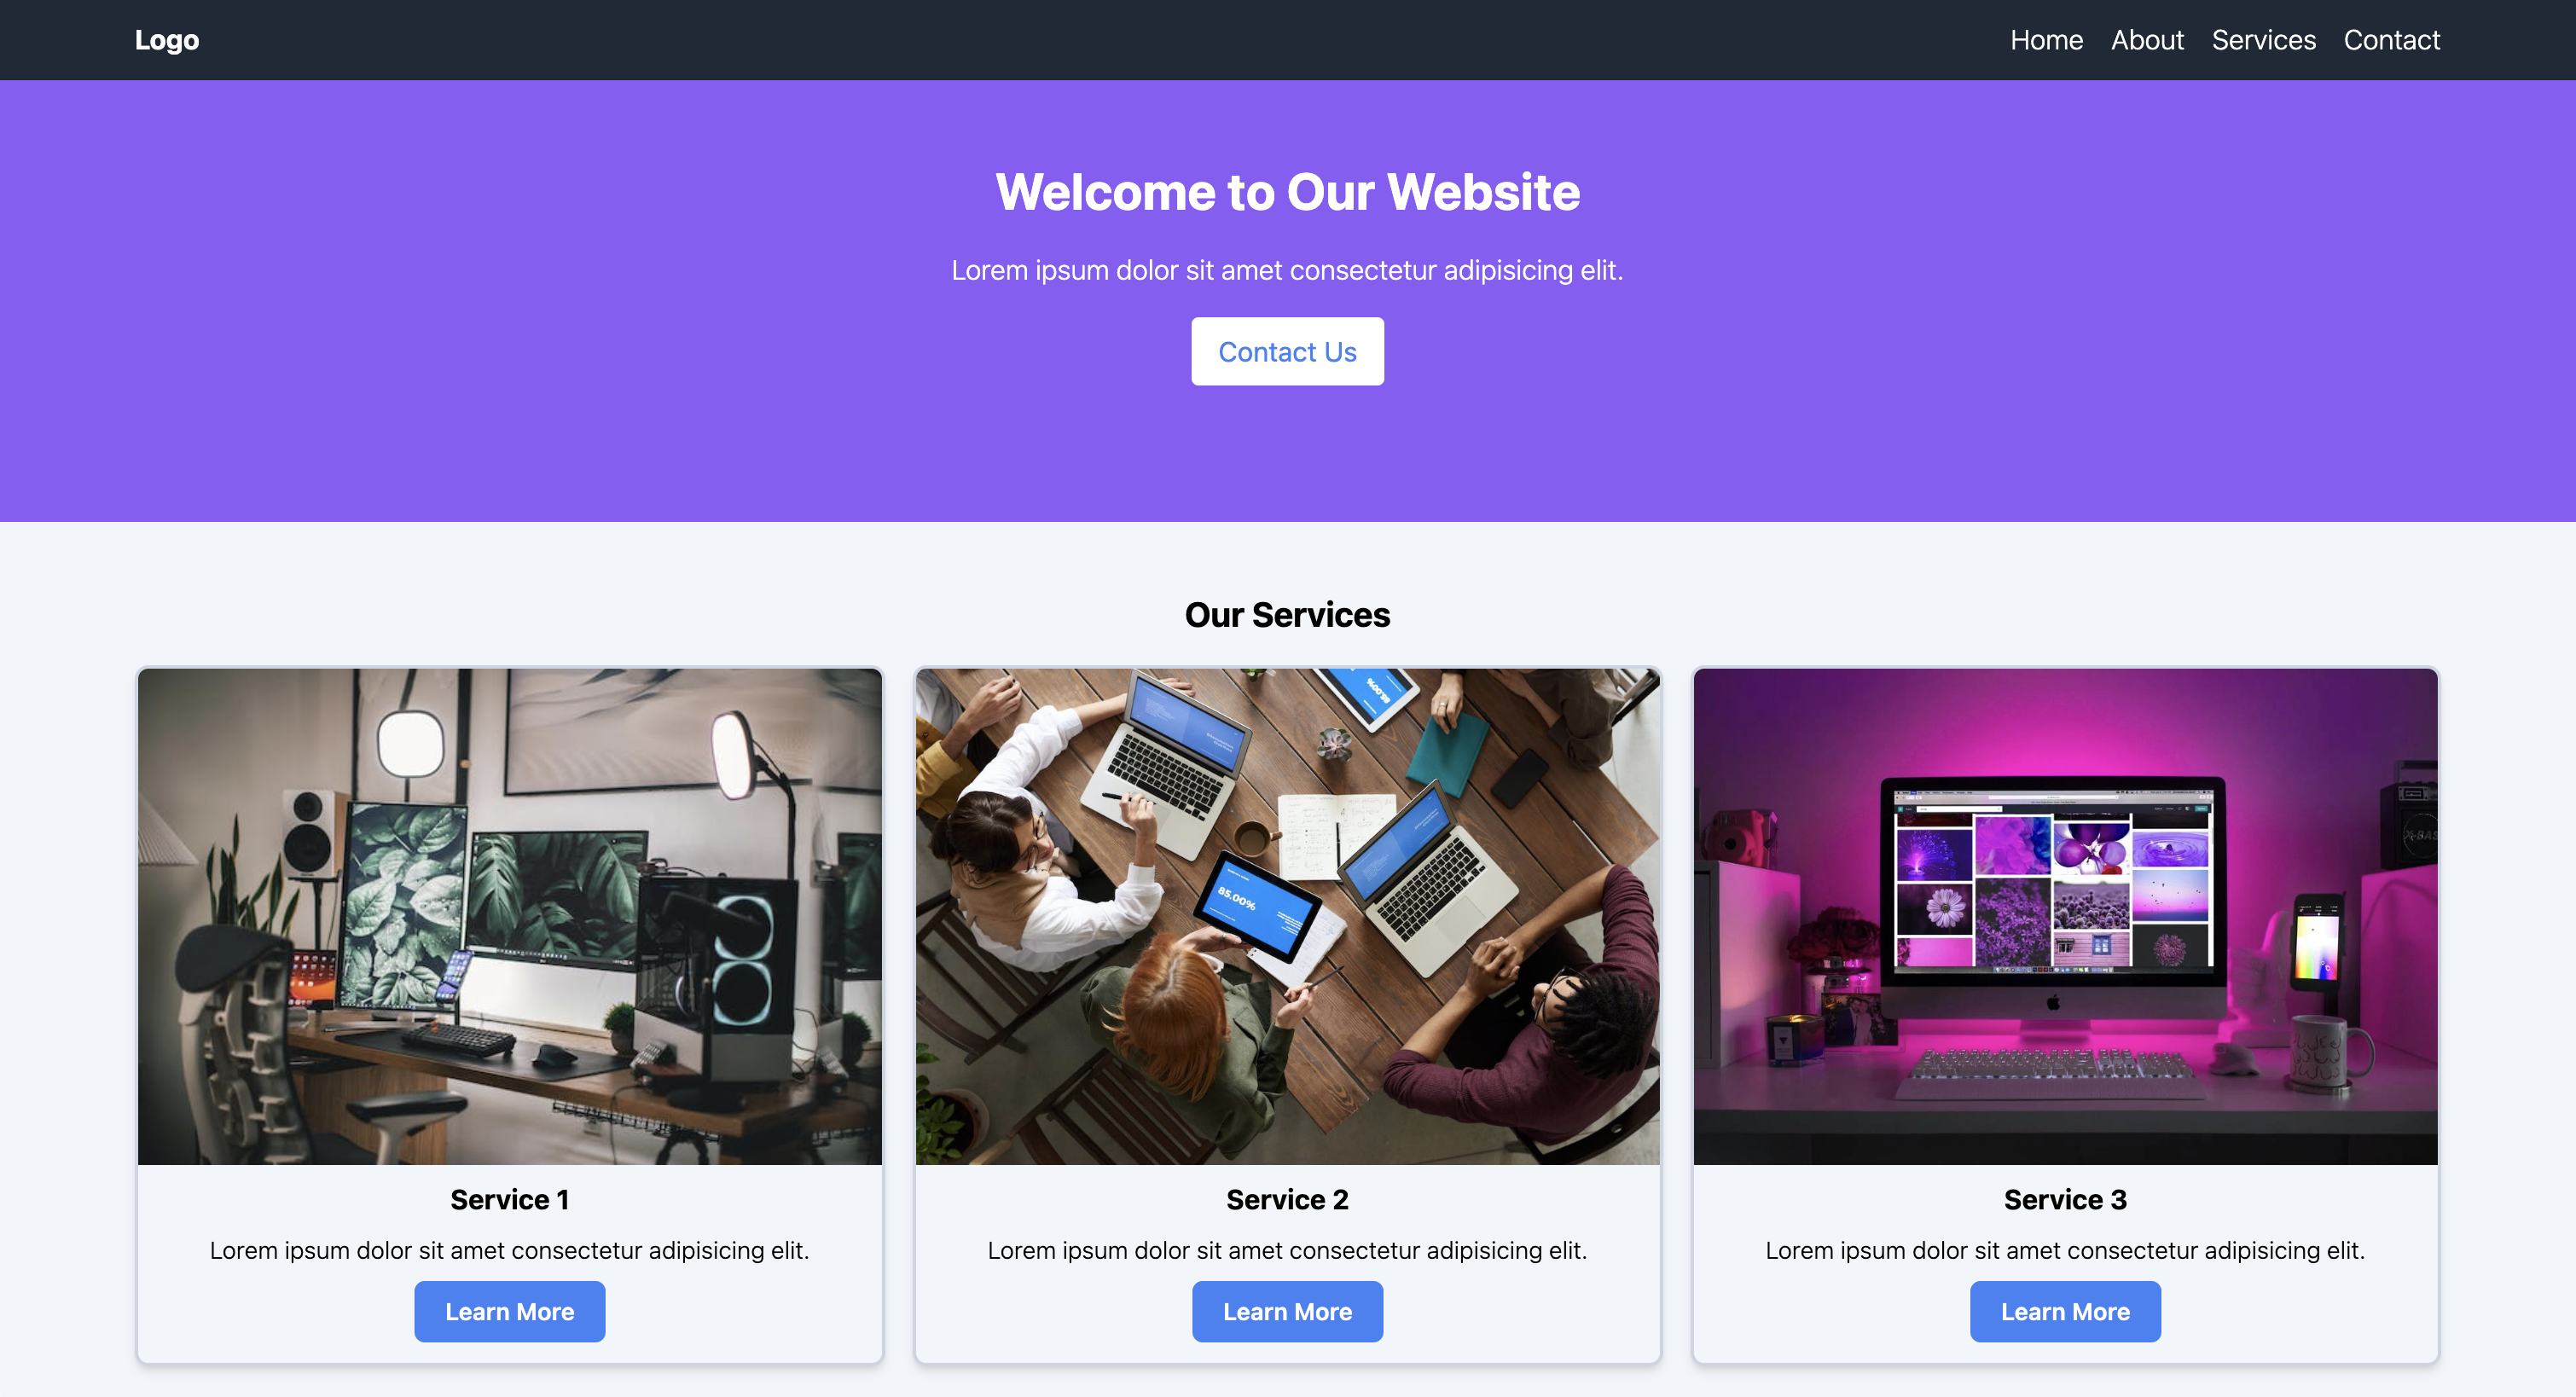 Logo
Home About Services Contact
Welcome to Our Website
Lorem ipsum dolor sit amet consectetur adipisicing elit.
Contact Us
Our Services
85.00%
Service 1
Lorem ipsum dolor sit amet consectetur adipisicing elit.
Learn More
Service 2
Lorem ipsum dolor sit amet consectetur adipisicing elit.
Learn More
Service 3
Lorem ipsum dolor sit amet consectetur adipisicing elit.
Learn More